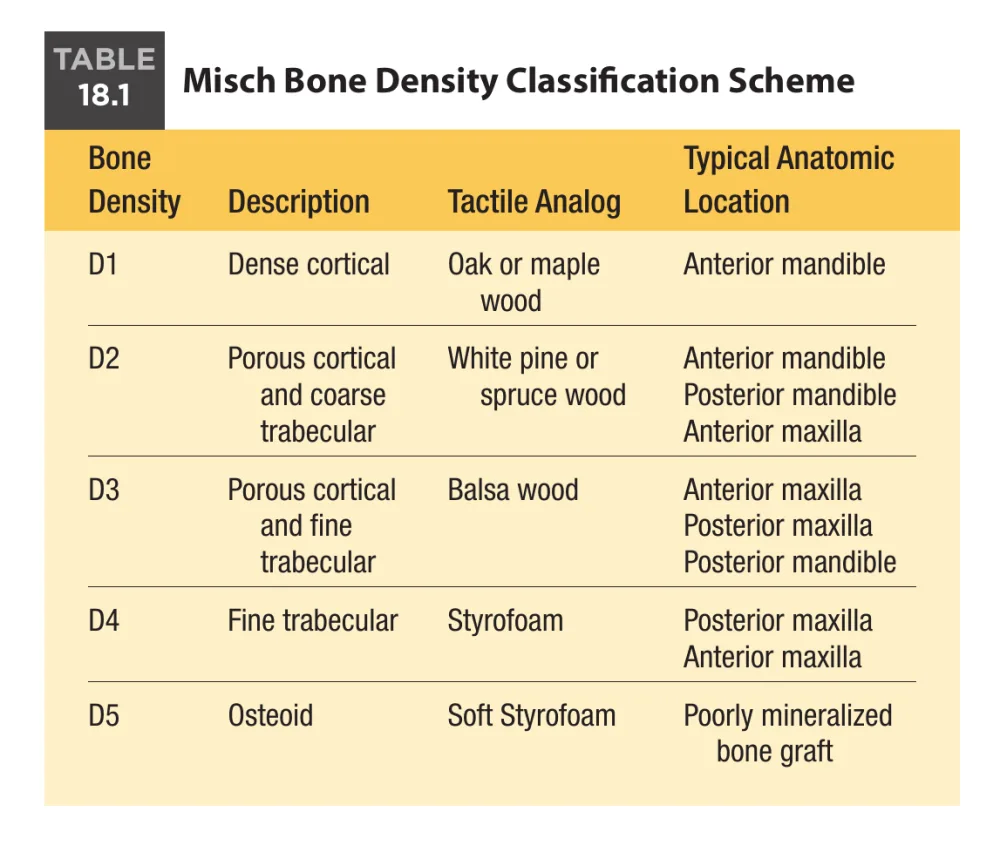 TABLE
18.1
Misch Bone Density Classification Scheme
Bone
Density
Description
Tactile Analog
Typical Anatomic
Location
D1
Dense cortical
Oak or maple
wood
Anterior mandible
D2
Porous cortical
and coarse
trabecular
White pine or
spruce wood
Anterior mandible
Posterior mandible
Anterior maxilla
D3
Porous cortical
and fine
trabecular
Balsa wood
Anterior maxilla
Posterior maxilla
Posterior mandible
D4
Fine trabecular
Styrofoam
Posterior maxilla
Anterior maxilla
D5
Osteoid
Soft Styrofoam
Poorly mineralized
bone graft